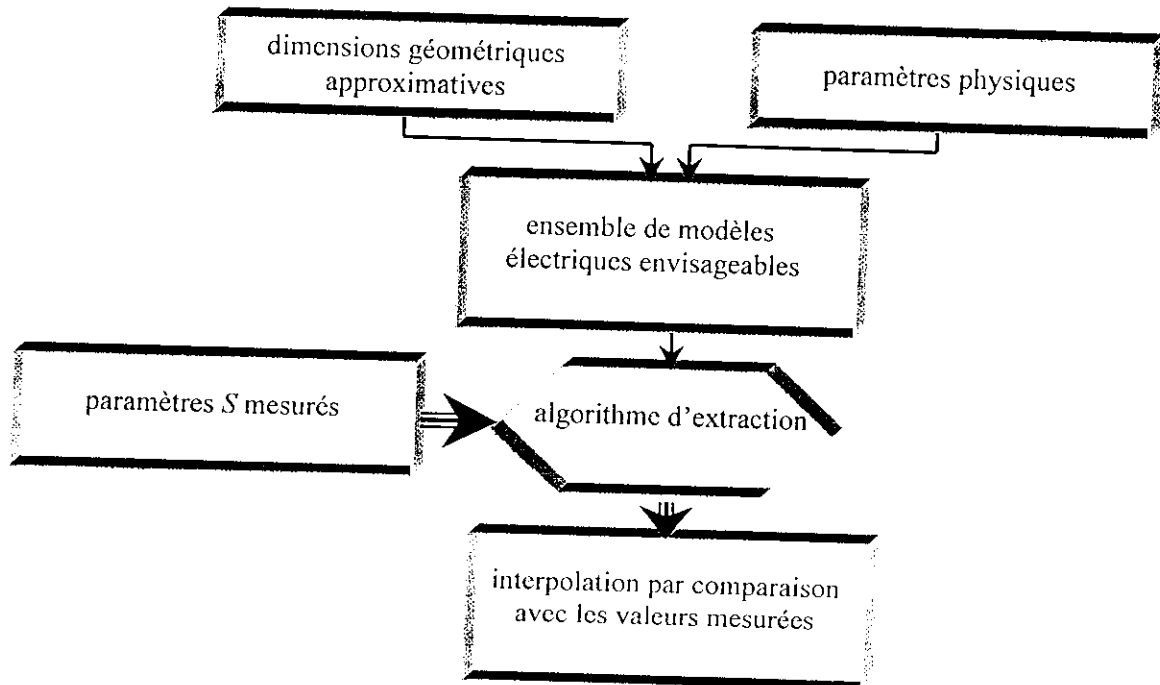 dimensions géométriques
approximatives
paramètres physiques
ensemble de modèles
électriques envisageables
paramètres S mesurés
algorithme d'extraction
interpolation par comparaison
avec les valeurs mesurées